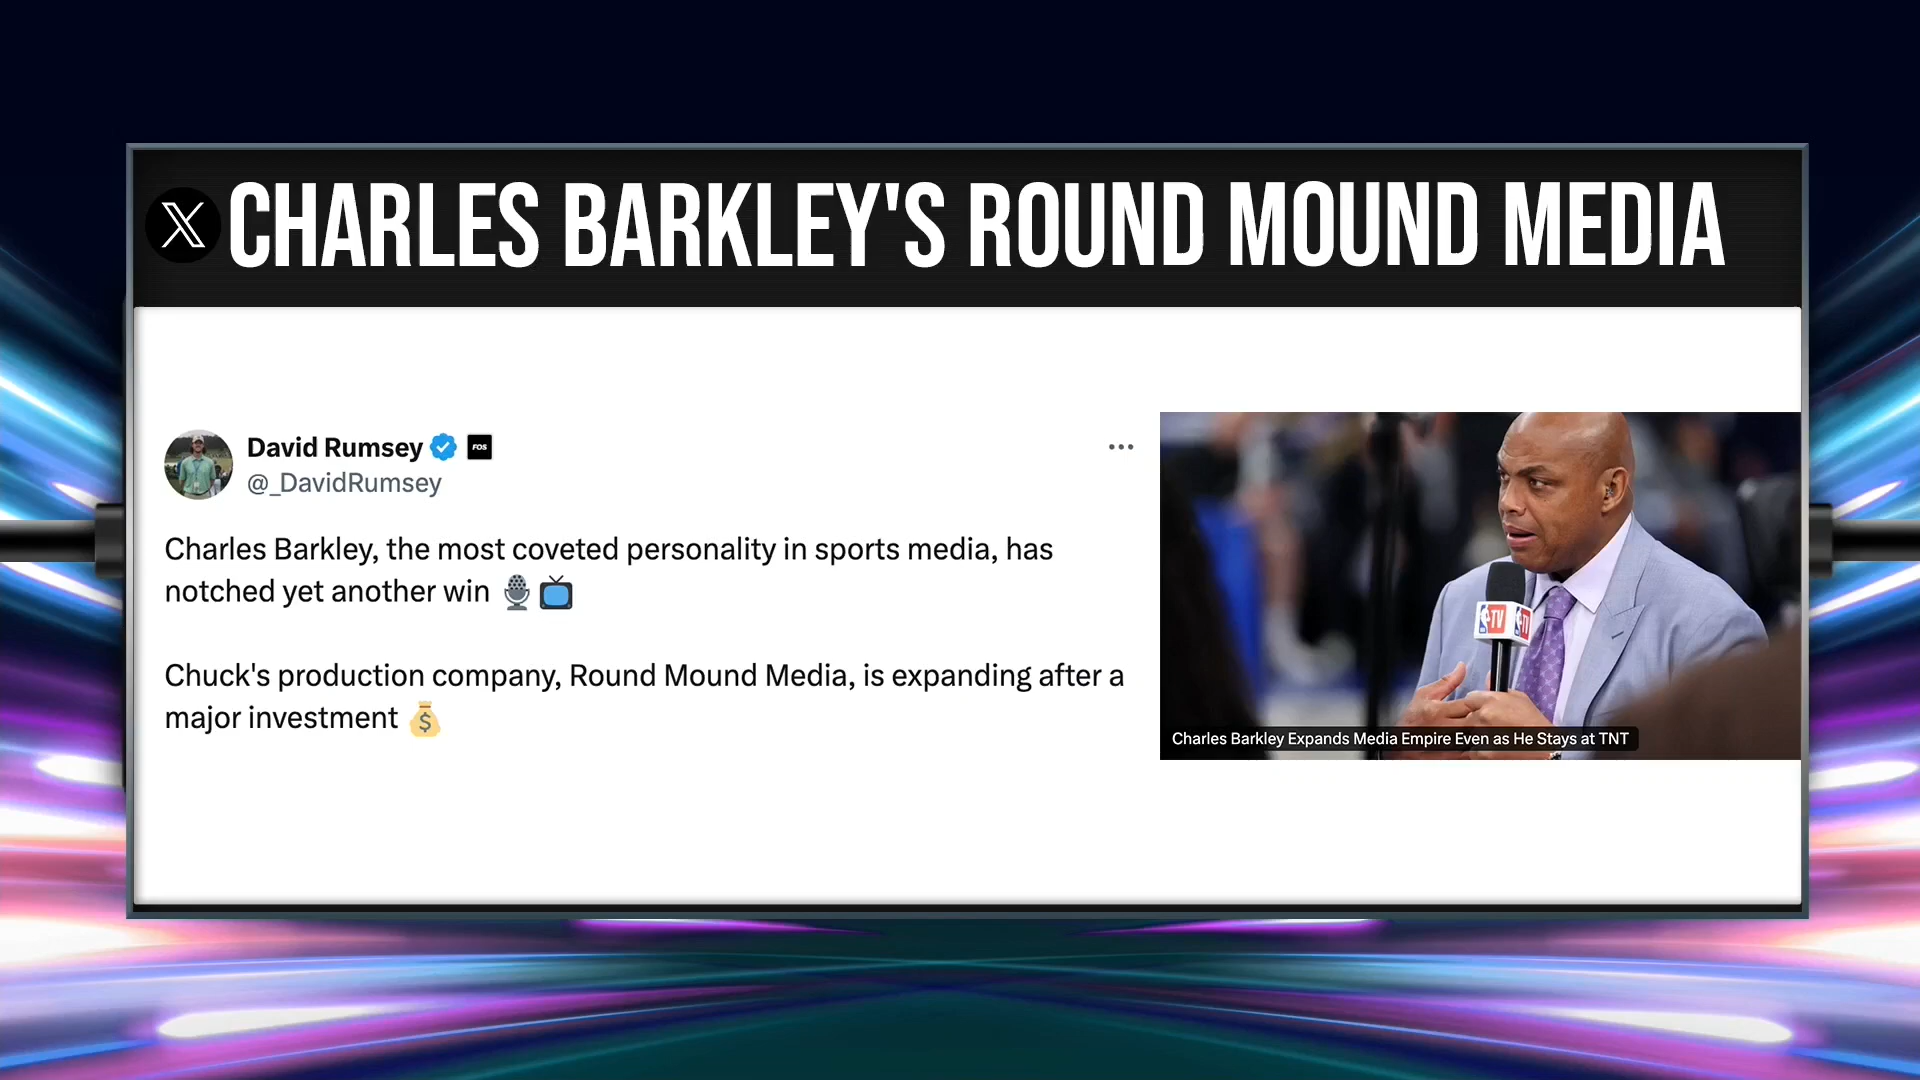 CHARLES BARKLEY'S ROUND MOUND MEDIA
David Rumsey FOS
@_DavidRumsey
Charles Barkley, the most coveted personality in sports media, has
notched yet another win 🎙️📺
Chuck's production company, Round Mound Media, is expanding after a
major investment 💰
TV TV
Charles Barkley Expands Media Empire Even as He Stays at TNT